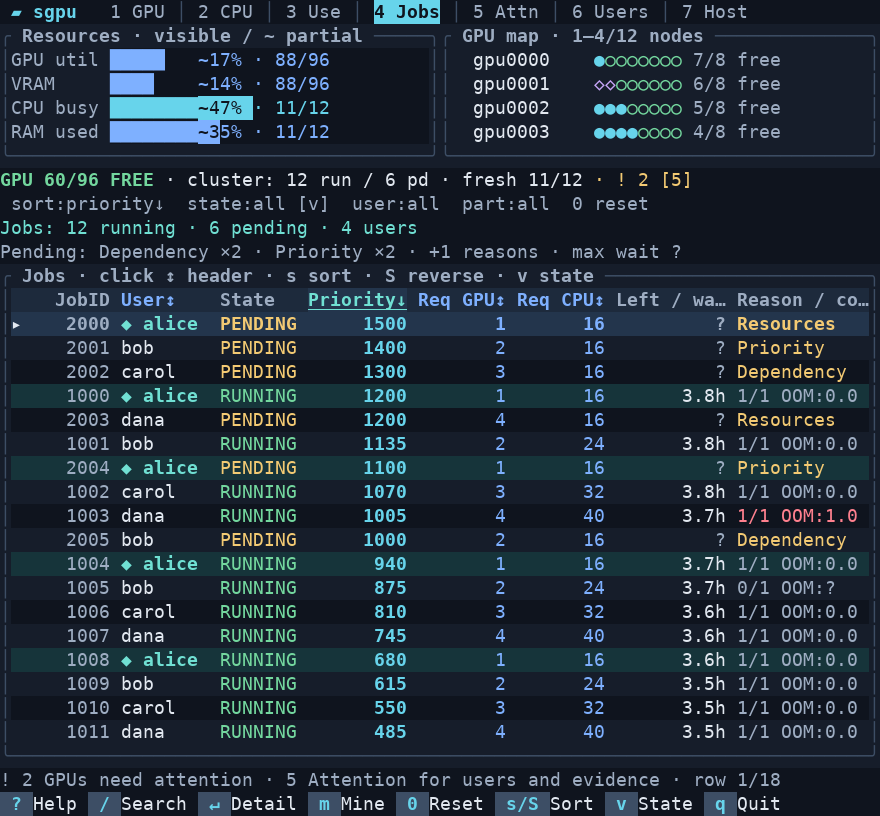 ▰ sgpu   1 GPU │ 2 CPU │ 3 Use │ 4 Jobs │ 5 Attn │ 6 Users │ 7 Host
Resources · visible / ~ partial
GPU util ~17% · 88/96
VRAM ~14% · 88/96
CPU busy ~47% · 11/12
RAM used ~35% · 11/12
GPU map · 1–4/12 nodes
gpu0000 ●○○○○○○○ 7/8 free
gpu0001 ◇◇○○○○○○ 6/8 free
gpu0002 ●●●○○○○○ 5/8 free
gpu0003 ●●●●○○○○ 4/8 free
GPU 60/96 FREE · cluster: 12 run / 6 pd · fresh 11/12 · ! 2 [5]
sort:priority↓  state:all [v]  user:all  part:all  0 reset
Jobs: 12 running · 6 pending · 4 users
Pending: Dependency ×2 · Priority ×2 · +1 reasons · max wait ?
Jobs · click ↕ header · s sort · S reverse · v state
JobID User↕ State Priority↓ Req GPU↕ Req CPU↕ Left / wa… Reason / co…
▸ 2000 ◆ alice PENDING 1500 1 16 ? Resources
2001 bob PENDING 1400 2 16 ? Priority
2002 carol PENDING 1300 3 16 ? Dependency
1000 ◆ alice RUNNING 1200 1 16 3.8h 1/1 OOM:0.0
2003 dana PENDING 1200 4 16 ? Resources
1001 bob RUNNING 1135 2 24 3.8h 1/1 OOM:0.0
2004 ◆ alice PENDING 1100 1 16 ? Priority
1002 carol RUNNING 1070 3 32 3.8h 1/1 OOM:0.0
1003 dana RUNNING 1005 4 40 3.7h 1/1 OOM:1.0
2005 bob PENDING 1000 2 16 ? Dependency
1004 ◆ alice RUNNING 940 1 16 3.7h 1/1 OOM:0.0
1005 bob RUNNING 875 2 24 3.7h 0/1 OOM:?
1006 carol RUNNING 810 3 32 3.6h 1/1 OOM:0.0
1007 dana RUNNING 745 4 40 3.6h 1/1 OOM:0.0
1008 ◆ alice RUNNING 680 1 16 3.6h 1/1 OOM:0.0
1009 bob RUNNING 615 2 24 3.5h 1/1 OOM:0.0
1010 carol RUNNING 550 3 32 3.5h 1/1 OOM:0.0
1011 dana RUNNING 485 4 40 3.5h 1/1 OOM:0.0
! 2 GPUs need attention · 5 Attention for users and evidence · row 1/18
? Help / Search ↵ Detail m Mine 0 Reset s/S Sort v State q Quit